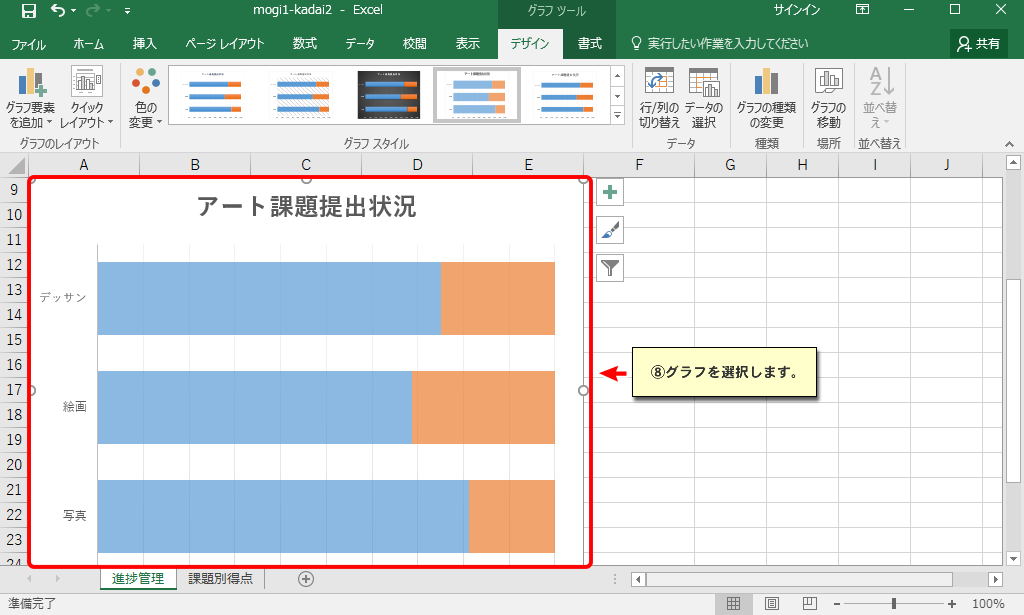 mogi1-kadai2 - Excel
グラフ ツール
サインイン
ファイル
ホーム
挿入
ページ レイアウト
数式
データ
校閲
表示
デザイン
書式
実行したい作業を入力してください
共有
グラフ要素
を追加
クイック
レイアウト
色の
変更
行/列の
切り替え
データの
選択
グラフの種類
の変更
グラフの
移動
並べ替
え
グラフのレイアウト
グラフ スタイル
データ
種類
場所
並べ替え
A B C D E F G H I J
9
10
11
12
13
14
15
16
17
18
19
20
21
22
23
24
アート課題提出状況
デッサン
絵画
写真
⑧グラフを選択します。
進捗管理
課題別得点
準備完了
100%